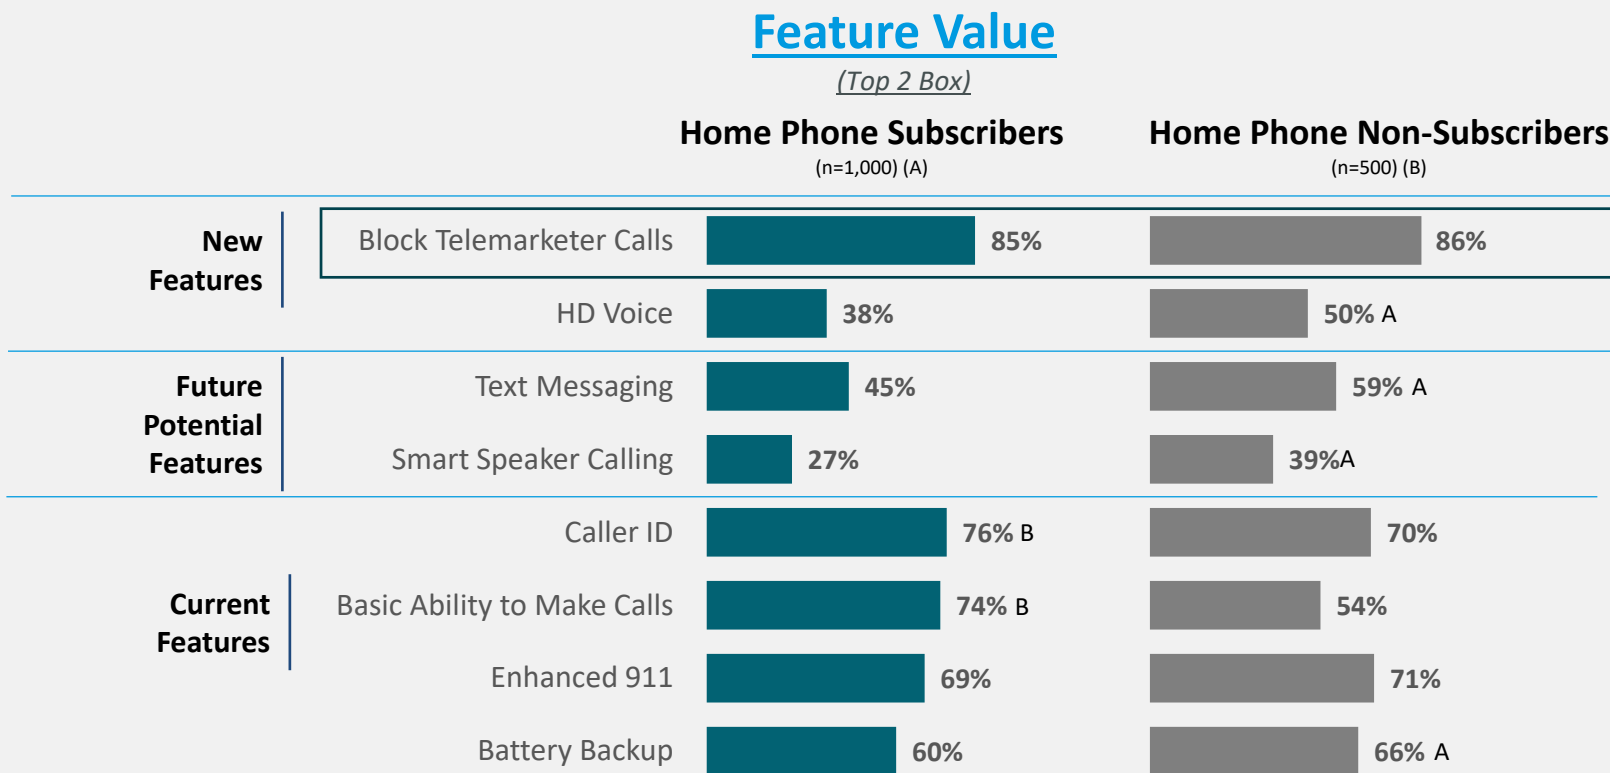 Feature Value
(Top 2 Box)
Home Phone Subscribers
(n=1,000) (A)
Home Phone Non-Subscribers
(n=500) (B)
New
Features
Block Telemarketer Calls 85% 86%
HD Voice 38% 50% A
Future
Potential
Features
Text Messaging 45% 59% A
Smart Speaker Calling 27% 39%A
Current
Features
Caller ID 76% B 70%
Basic Ability to Make Calls 74% B 54%
Enhanced 911 69% 71%
Battery Backup 60% 66% A